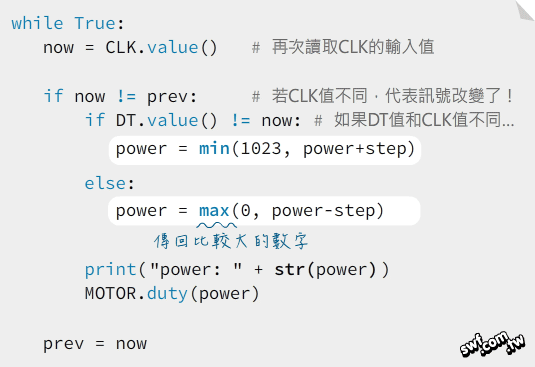 while True:
now = CLK.value() # 再次讀取CLK的輸入值
if now != prev: # 若CLK值不同，代表訊號改變了！
if DT.value() != now: # 如果DT值和CLK值不同...
power = min(1023, power+step)
else:
power = max(0, power-step)
傳回比較大的數字
print("power: " + str(power))
MOTOR.duty(power)
prev = now
swf.com.tw